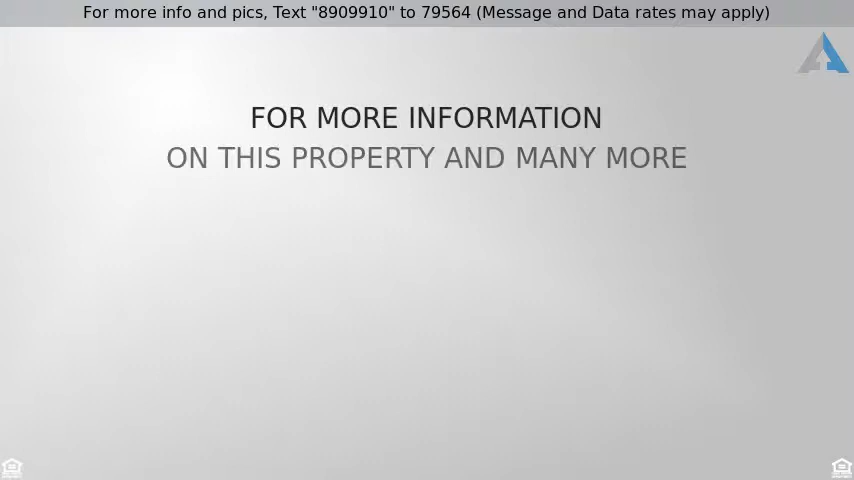 For more info and pics, Text "8909910" to 79564 (Message and Data rates may apply)
FOR MORE INFORMATION
ON THIS PROPERTY AND MANY MORE